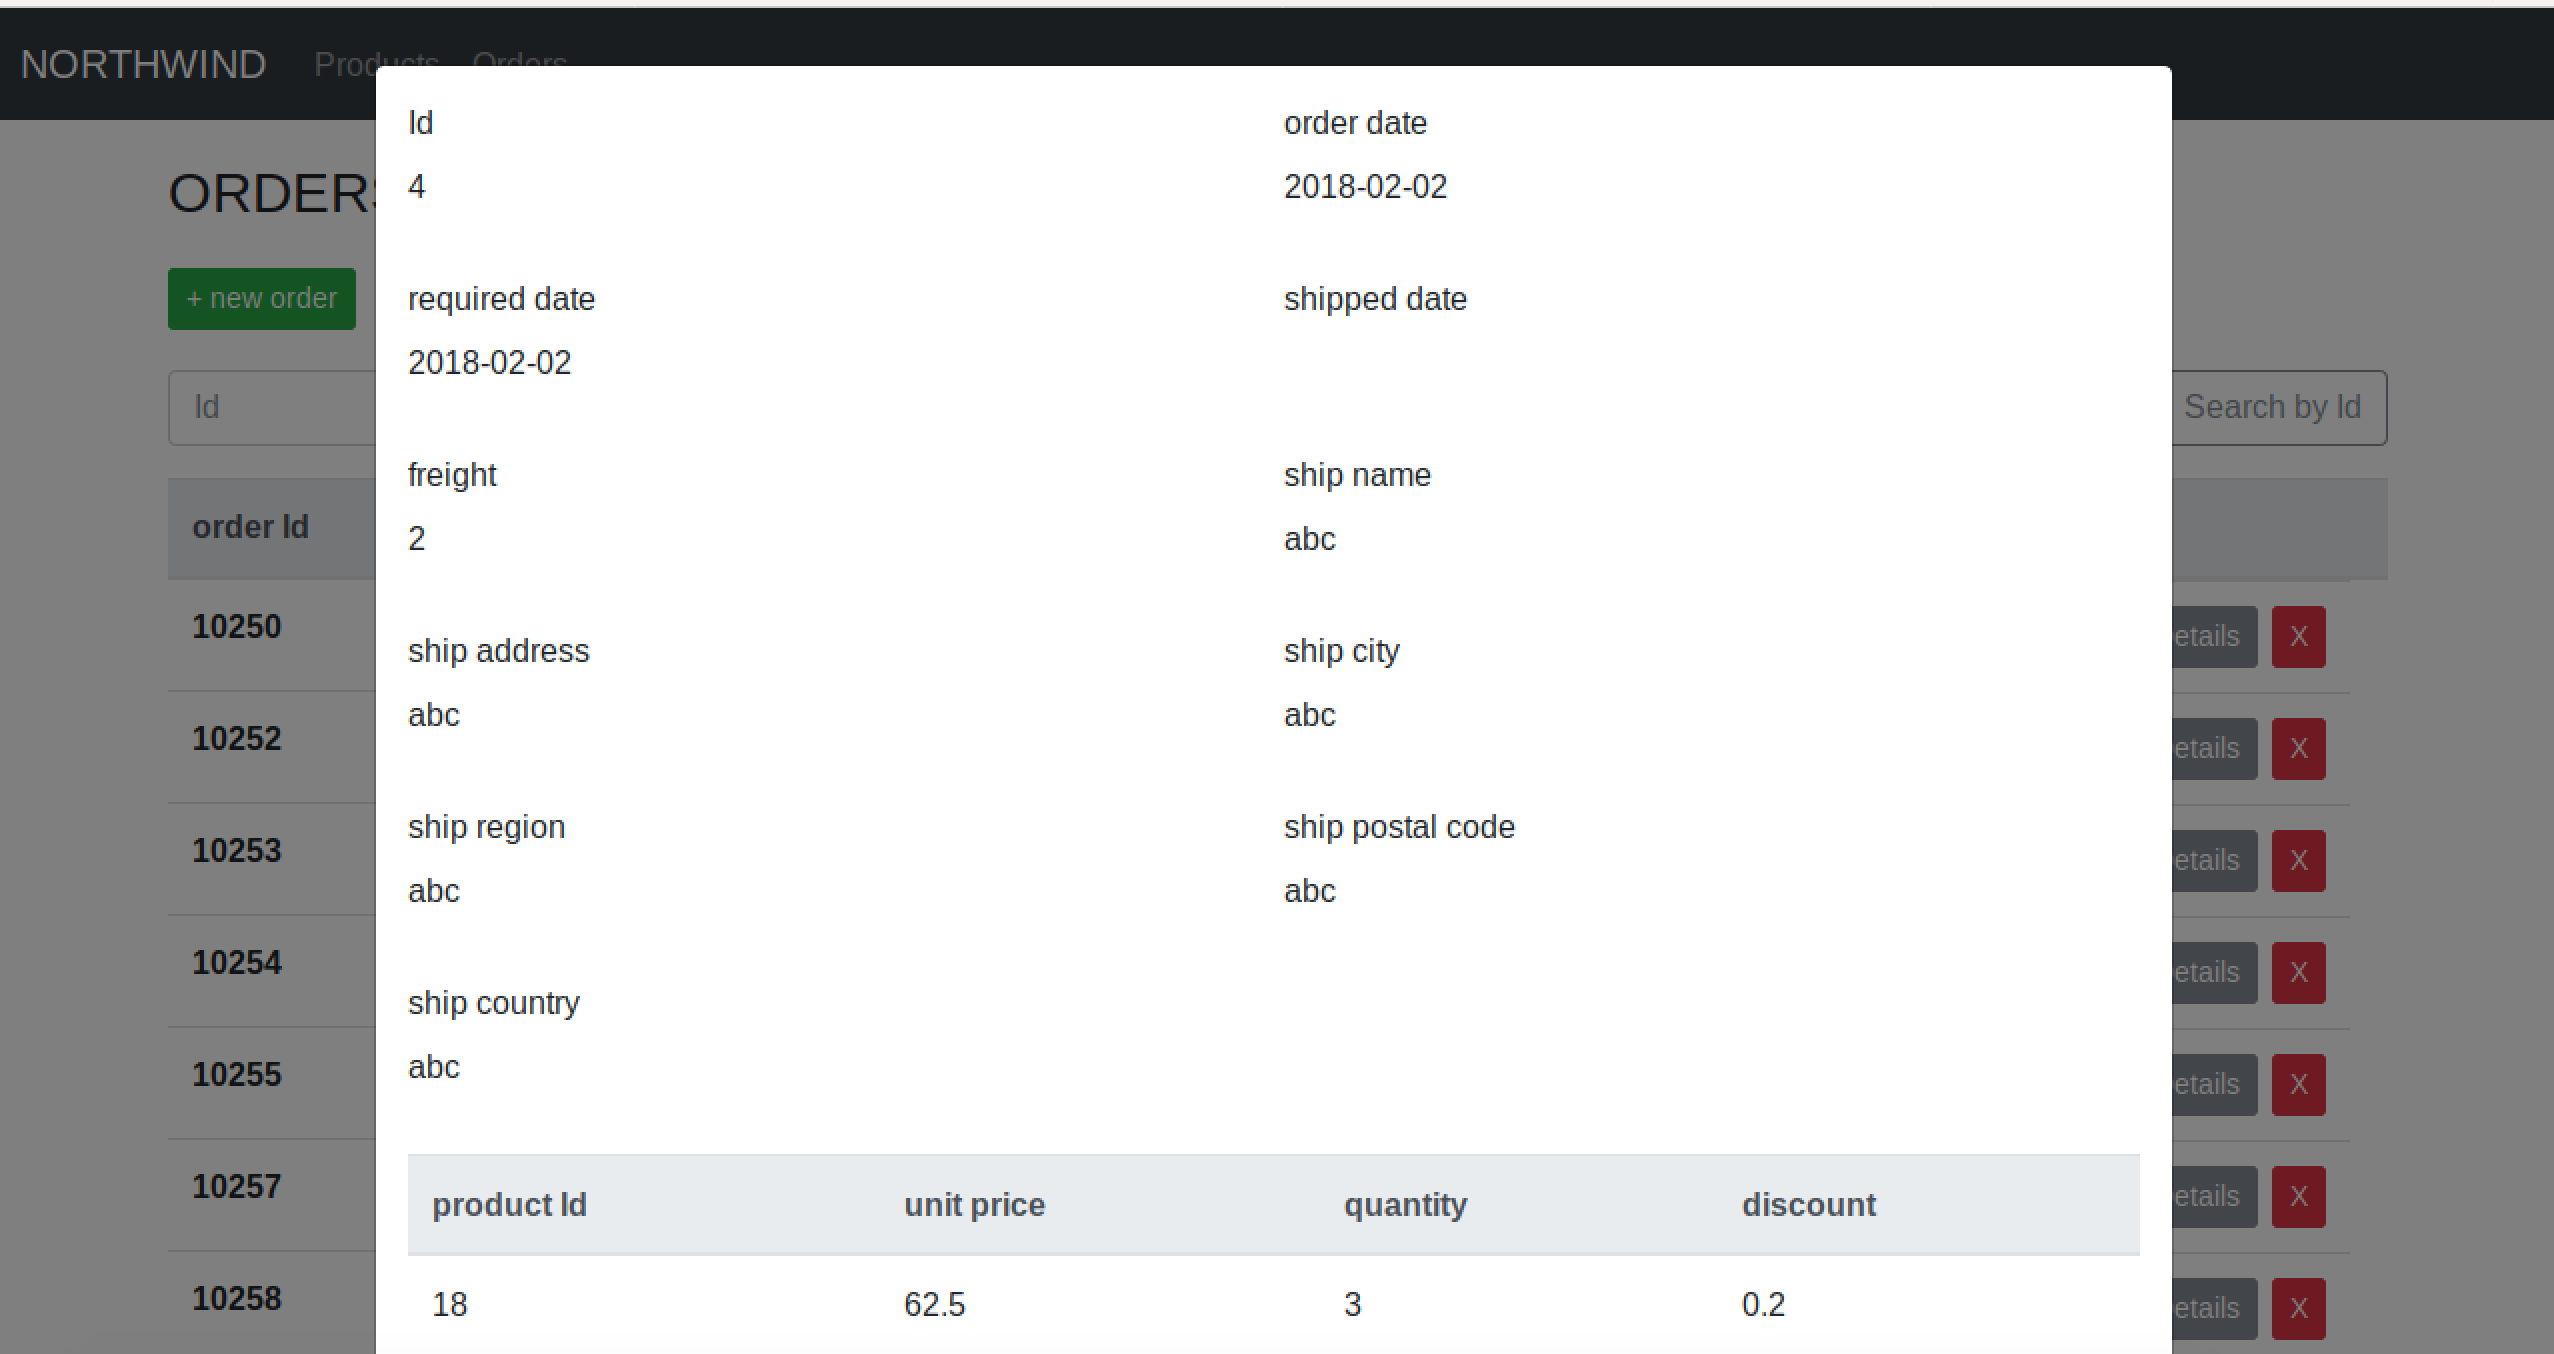 NORTHWIND Products Orders
ORDERS
+ new order
Id
Search by Id
order Id
10250
etails X
10252
etails X
10253
etails X
10254
etails X
10255
etails X
10257
etails X
10258
etails X
Id order date
4 2018-02-02
required date shipped date
2018-02-02
freight ship name
2 abc
ship address ship city
abc abc
ship region ship postal code
abc abc
ship country
abc
product Id unit price quantity discount
18 62.5 3 0.2